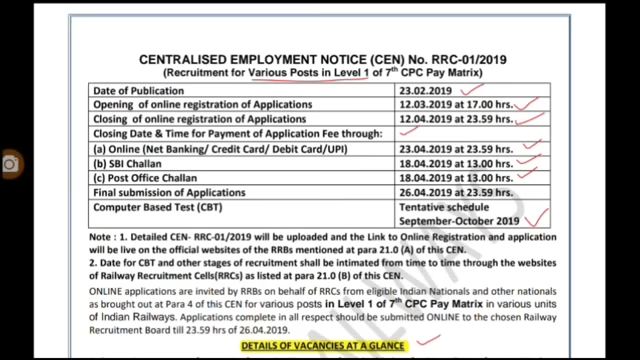 CENTRALISED EMPLOYMENT NOTICE (CEN) No. RRC-01/2019
(Recruitment for Various Posts in Level 1 of 7th CPC Pay Matrix)
Date of Publication 23.02.2019
Opening of online registration of Applications 12.03.2019 at 17.00 hrs.
Closing of online registration of Applications 12.04.2019 at 23.59 hrs.
Closing Date & Time for Payment of Application Fee through:
(a) Online (Net Banking/ Credit Card/ Debit Card/UPI) 23.04.2019 at 23.59 hrs.
(b) SBI Challan 18.04.2019 at 13.00 hrs.
(c) Post Office Challan 18.04.2019 at 13.00 hrs.
Final submission of Applications 26.04.2019 at 23.59 hrs.
Computer Based Test (CBT) Tentative schedule
September-October 2019
Note : 1. Detailed CEN- RRC-01/2019 will be uploaded and the Link to Online Registration and application
will be live on the official websites of the RRBs mentioned at para 21.0 (A) of this CEN.
2. Date for CBT and other stages of recruitment shall be intimated from time to time through the websites
of Railway Recruitment Cells(RRCs) as listed at para 21.0 (B) of this CEN.
ONLINE applications are invited by RRBs on behalf of RRCs from eligible Indian Nationals and other nationals
as brought out at Para 4 of this CEN for various posts in Level 1 of 7th CPC Pay Matrix in various units
of Indian Railways. Applications complete in all respect should be submitted ONLINE to the chosen Railway
Recruitment Board till 23.59 hrs of 26.04.2019.
DETAILS OF VACANCIES AT A GLANCE